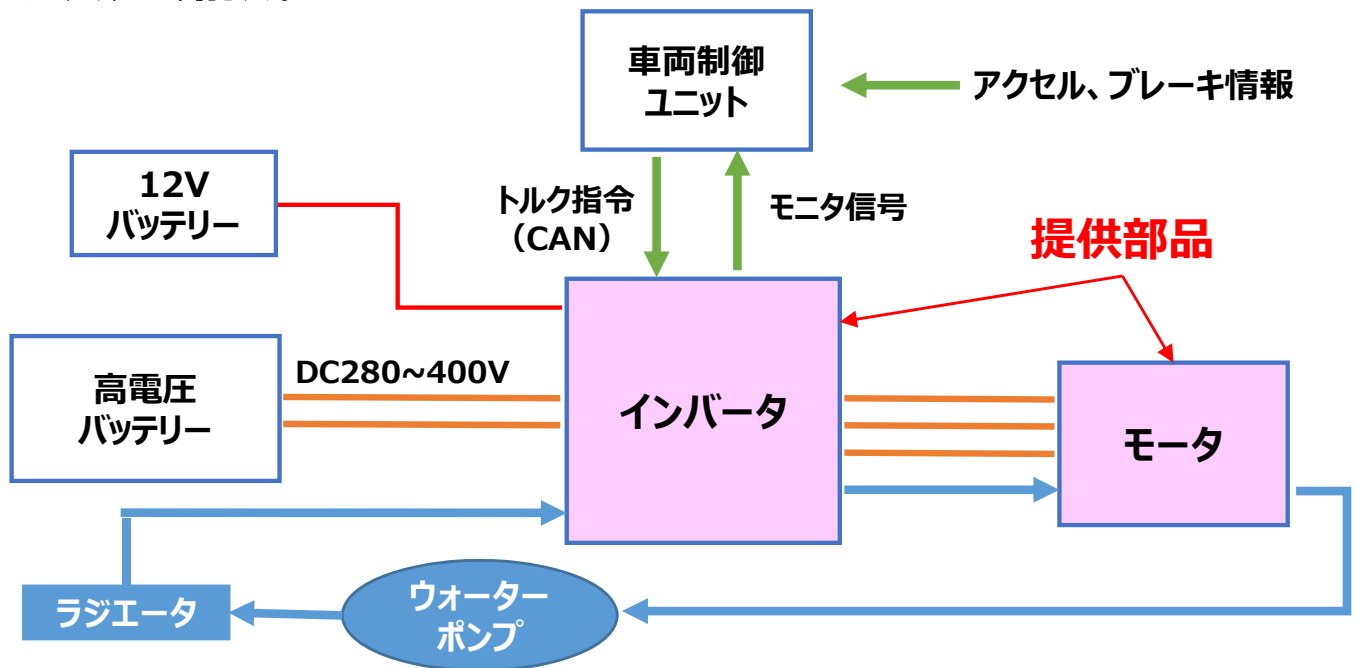 車両制御
ユニット
アクセル、ブレーキ情報
12V
バッテリー
トルク指令
（CAN）
モニタ信号
提供部品
高電圧
バッテリー
DC280~400V
インバータ
モータ
ラジエータ
ウォーター
ポンプ